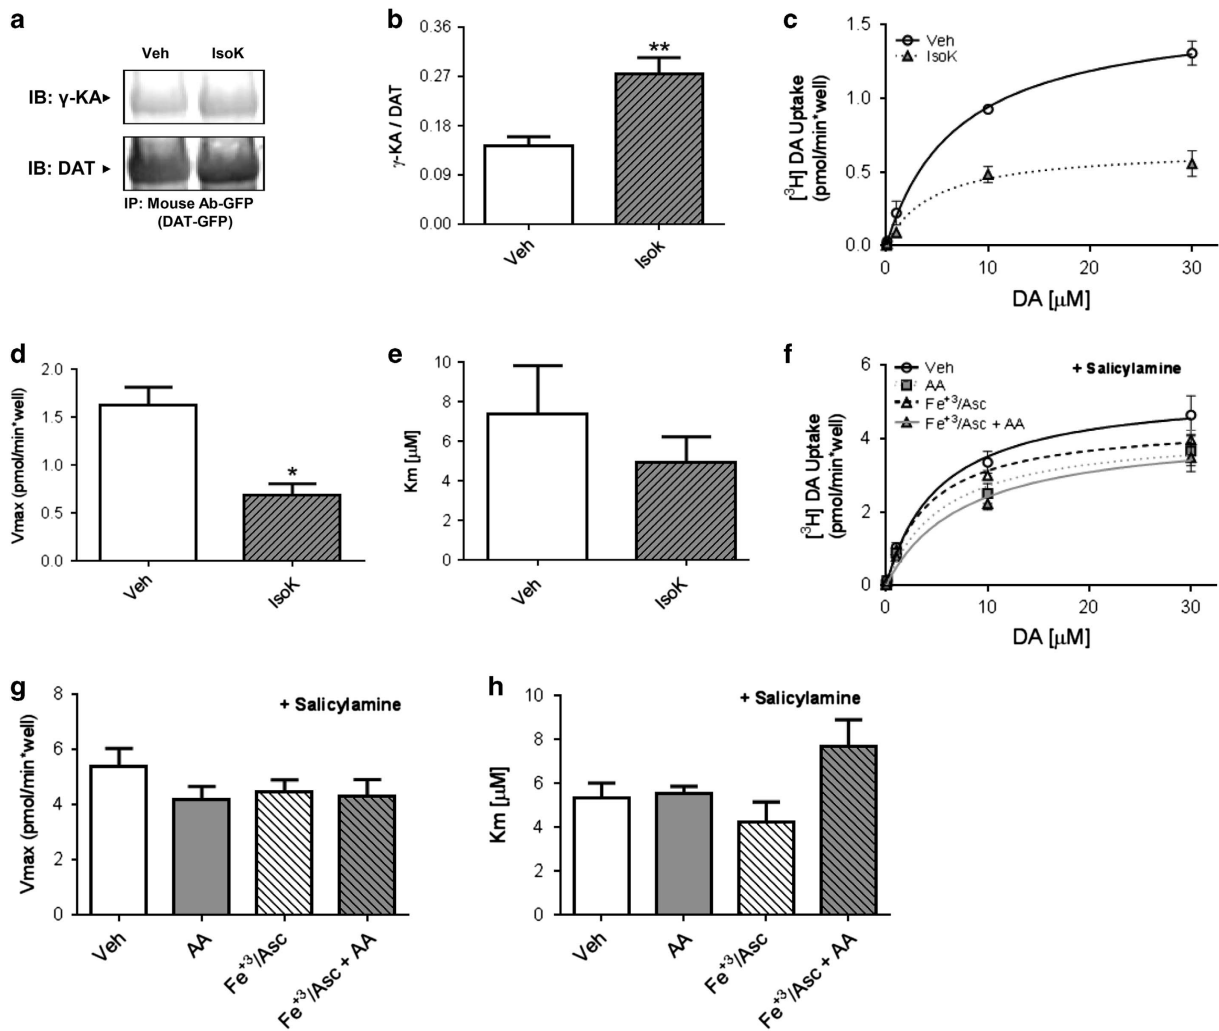 a
Veh IsoK
IB: γ-KA
IB: DAT
IP: Mouse Ab-GFP
(DAT-GFP)
b
γ-KA / DAT
0.36
0.27
0.18
0.09
0.00
**
Veh
IsoK
c
[³H] DA Uptake
(pmol/min*well)
1.5
1.0
0.5
0.0
Veh
IsoK
0 10 20 30
DA [μM]
d
Vmax (pmol/min*well)
2.0
1.5
1.0
0.5
0.0
*
Veh
IsoK
e
Km [μM]
10
8
6
4
2
0
Veh
IsoK
f
[³H] DA Uptake
(pmol/min*well)
6
4
2
0
Veh
AA
Fe⁺³/Asc
Fe⁺³/Asc + AA
+ Salicylamine
0 10 20 30
DA [μM]
g
Vmax (pmol/min*well)
8
6
4
2
0
+ Salicylamine
Veh
AA
Fe⁺³/Asc
Fe⁺³/Asc + AA
h
Km [μM]
10
8
6
4
2
0
+ Salicylamine
Veh
AA
Fe⁺³/Asc
Fe⁺³/Asc + AA